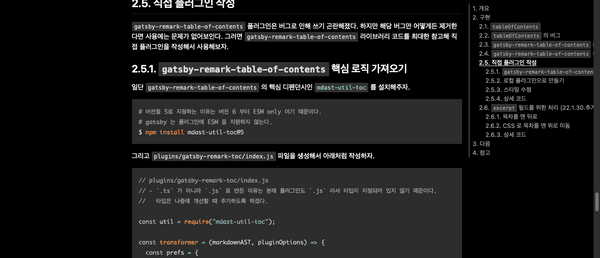 2.5. 직접 플러그인 작성
gatsby-remark-table-of-contents 플러그인은 버그로 인해 쓰기 곤란해졌다. 하지만 해당 버그만 어떻게든 제거한
다면 사용에는 문제가 없어보인다. 그러면 gatsby-remark-table-of-contents 라이브러리 코드를 최대한 참고해 직
접 플러그인을 작성해서 사용해보자.
2.5.1. gatsby-remark-table-of-contents 핵심 로직 가져오기
일단 gatsby-remark-table-of-contents 의 핵심 디펜던시인 mdast-util-toc 를 설치해주자.
# 버전을 5로 지정하는 이유는 버전 6 부터 ESM only 이기 때문이다.
# gatsby 는 플러그인에 ESM 을 지원하지 않는다.
$ npm install mdast-util-toc@5
그리고 plugins/gatsby-remark-toc/index.js 파일을 생성해서 아래처럼 작성하자.
// plugins/gatsby-remark-toc/index.js
// - `.ts` 가 아니라 `.js` 로 만든 이유는 본래 플러그인도 `.js` 라서 타입이 지정되어 있지 않기 때문이다.
// 타입은 나중에 개선할 때 추가하도록 하겠다.
const util = require("mdast-util-toc");
const transformer = (markdownAST, pluginOptions) => {
const prefs = {
1. 개요
2. 구현
2.1. tableOfContents
2.2. tableOfContents 의 버그
2.3. gatsby-remark-table-of-contents
2.4. gatsby-remark-table-of-contents
2.5. 직접 플러그인 작성
2.5.1. gatsby-remark-table-of-conten
2.5.2. 로컬 플러그인으로 만들기
2.5.3. 스타일 수정
2.5.4. 상세 코드
2.6. excerpt 필드를 위한 처리 (22.1.30.추가
2.6.1. 목차를 맨 뒤로
2.6.2. CSS 로 목차를 맨 위로 이동
2.6.3. 상세 코드
3. 다음
4. 참고